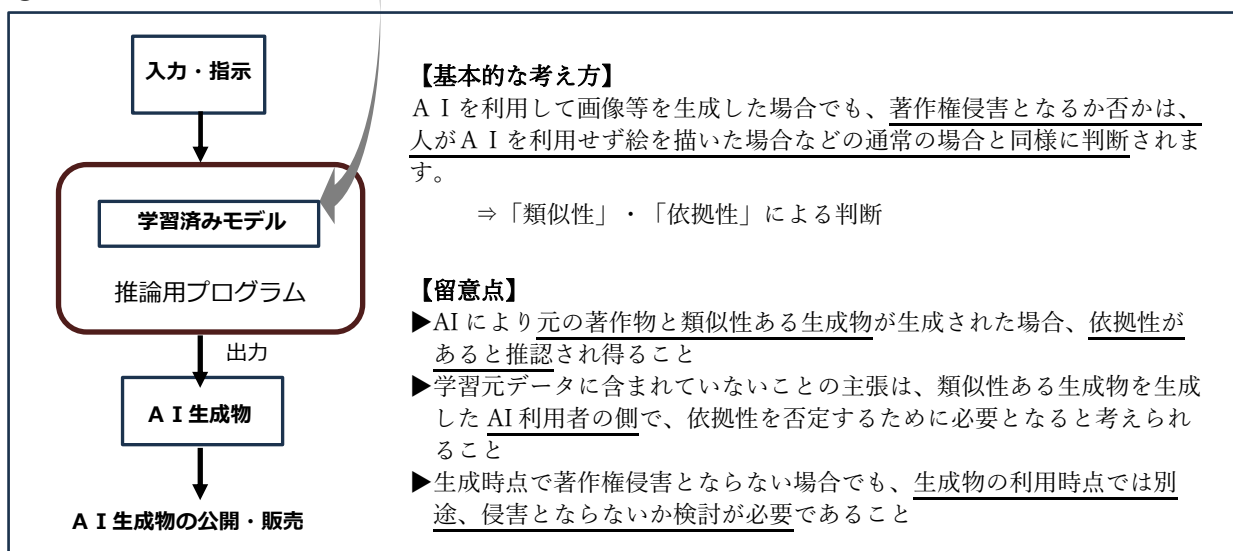 入力・指示
学習済みモデル
推論用プログラム
出力
ＡＩ生成物
ＡＩ生成物の公開・販売
【基本的な考え方】
ＡＩを利用して画像等を生成した場合でも、著作権侵害となるか否かは、
人がＡＩを利用せず絵を描いた場合などの通常の場合と同様に判断されま
す。
⇒「類似性」・「依拠性」による判断
【留意点】
▶AIにより元の著作物と類似性ある生成物が生成された場合、依拠性が
あると推認され得ること
▶学習元データに含まれていないことの主張は、類似性ある生成物を生成
したAI利用者の側で、依拠性を否定するために必要となると考えられ
ること
▶生成時点で著作権侵害とならない場合でも、生成物の利用時点では別
途、侵害とならないか検討が必要であること